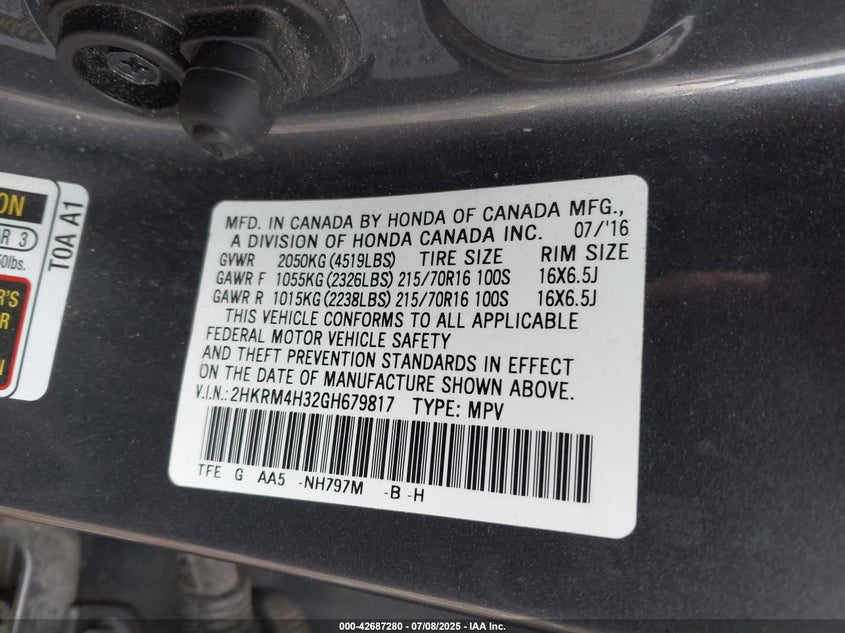 ON
R 3
50lbs.
R'S
OR
N
T0A A1
MFD. IN CANADA BY HONDA OF CANADA MFG.,
A DIVISION OF HONDA CANADA INC. 07/'16
GVWR 2050KG (4519LBS) TIRE SIZE RIM SIZE
GAWR F 1055KG (2326LBS) 215/70R16 100S 16X6.5J
GAWR R 1015KG (2238LBS) 215/70R16 100S 16X6.5J
THIS VEHICLE CONFORMS TO ALL APPLICABLE
FEDERAL MOTOR VEHICLE SAFETY
AND THEFT PREVENTION STANDARDS IN EFFECT
ON THE DATE OF MANUFACTURE SHOWN ABOVE.
V.I.N.: 2HKRM4H32GH679817 TYPE: MPV
TFE G AA5 -NH797M -B -H
000-42687280 - 07/08/2025 - IAA Inc.